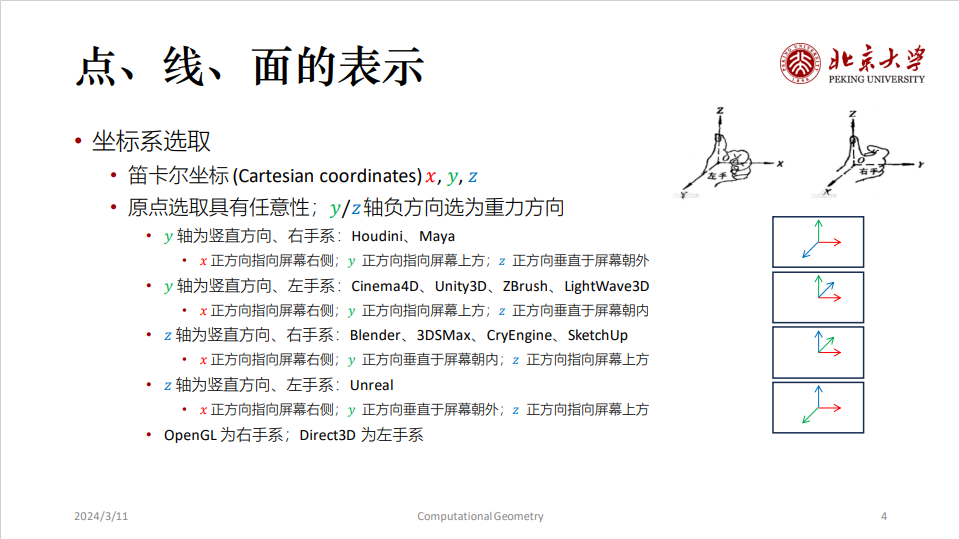 点、线、面的表示
北京大学
PEKING UNIVERSITY
• 坐标系选取
• 笛卡尔坐标 (Cartesian coordinates) x, y, z
• 原点选取具有任意性；y/z 轴负方向选为重力方向
• y 轴为竖直方向、右手系：Houdini、Maya
• x 正方向指向屏幕右侧；y 正方向指向屏幕上方；z 正方向垂直于屏幕朝外
• y 轴为竖直方向、左手系：Cinema4D、Unity3D、ZBrush、LightWave3D
• x 正方向指向屏幕右侧；y 正方向指向屏幕上方；z 正方向垂直于屏幕朝内
• z 轴为竖直方向、右手系：Blender、3DSMax、CryEngine、SketchUp
• x 正方向指向屏幕右侧；y 正方向垂直于屏幕朝内；z 正方向指向屏幕上方
• z 轴为竖直方向、左手系：Unreal
• x 正方向指向屏幕右侧；y 正方向垂直于屏幕朝外；z 正方向指向屏幕上方
• OpenGL 为右手系；Direct3D 为左手系
Z
O
X
左手
Y
Z
O
Y
右手
X
2024/3/11
Computational Geometry
4